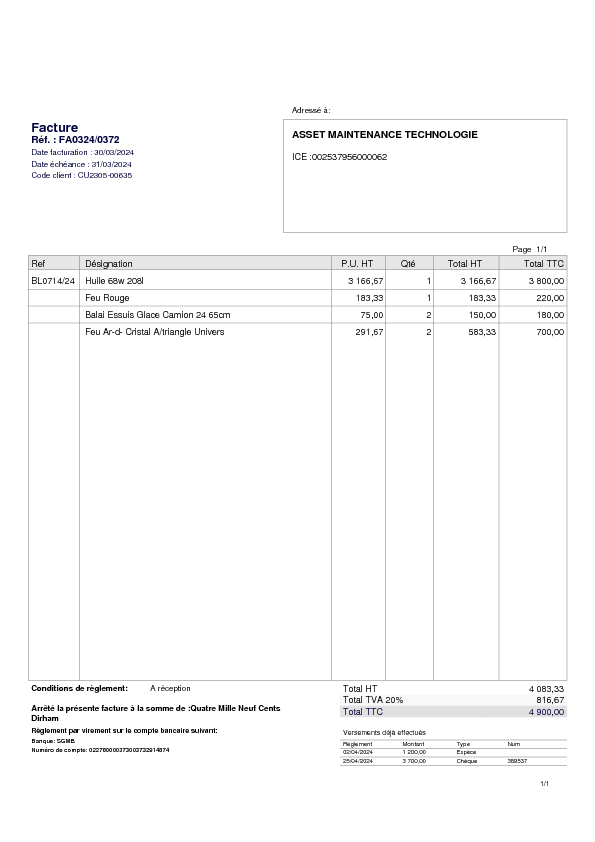 Adressé à:
Facture
Réf. : FA0324/0372
Date facturation : 30/03/2024
Date échéance : 31/03/2024
Code client : CU2305-00635
ASSET MAINTENANCE TECHNOLOGIE
ICE :002537956000062
Page 1/1
Ref Désignation P.U. HT Qté Total HT Total TTC
BL0714/24 Huile 68w 208l 3 166,67 1 3 166,67 3 800,00
Feu Rouge 183,33 1 183,33 220,00
Balai Essuis Glace Camion 24 65cm 75,00 2 150,00 180,00
Feu Ar-d- Cristal A/triangle Univers 291,67 2 583,33 700,00
Conditions de règlement: A réception
Total HT 4 083,33
Total TVA 20% 816,67
Total TTC 4 900,00
Arrêté la présente facture à la somme de :Quatre Mille Neuf Cents
Dirham
Règlement par virement sur le compte bancaire suivant:
Banque: SGMB
Numéro de compte:
Versements déjà effectués
Règlement Montant Type Num
02/04/2024 1 200,00 Espèce
25/04/2024 3 700,00 Chèque 369537
1/1